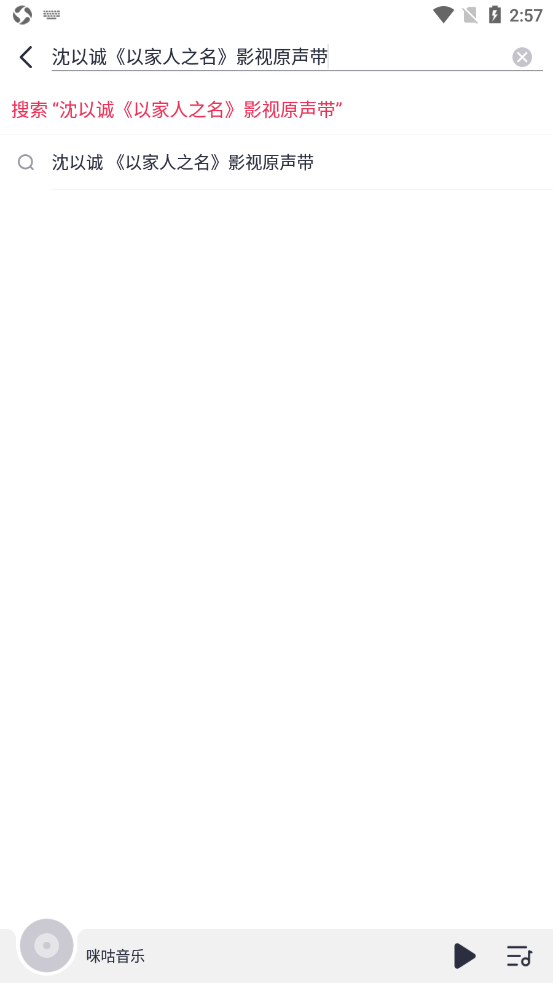 2:57
沈以诚《以家人之名》影视原声带
搜索 “沈以诚《以家人之名》影视原声带”
沈以诚 《以家人之名》影视原声带
咪咕音乐